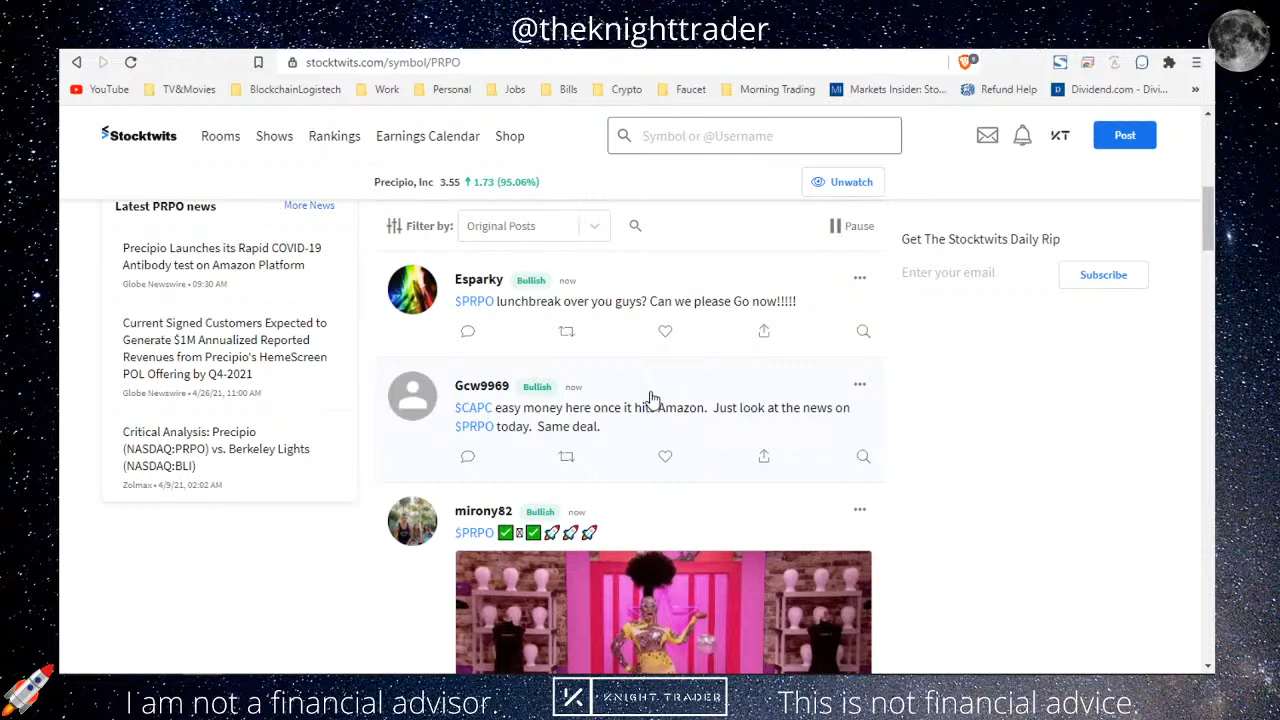 @theknighttrader
stocktwits.com/symbol/PRPO
YouTube TV&Movies BlockchainLogistech Work Personal Jobs Bills Crypto Faucet Morning Trading Markets Insider: Sto... Refund Help Dividend.com - Divi... »
Stocktwits Rooms Shows Rankings Earnings Calendar Shop Symbol or @Username Post
Precipio, Inc 3.55 ↑ 1.73 (95.06%) Unwatch
Latest PRPO news More News
Precipio Launches its Rapid COVID-19
Antibody test on Amazon Platform
Globe Newswire • 09:30 AM
Current Signed Customers Expected to
Generate $1M Annualized Reported
Revenues from Precipio's HemeScreen
POL Offering by Q4-2021
Globe Newswire • 4/26/21, 11:00 AM
Critical Analysis: Precipio
(NASDAQ:PRPO) vs. Berkeley Lights
(NASDAQ:BLI)
Zolmax • 4/9/21, 02:02 AM
Filter by: Original Posts Pause
Esparky Bullish now
$PRPO lunchbreak over you guys? Can we please Go now!!!!!
Gcw9969 Bullish now
$CAPC easy money here once it Amazon. Just look at the news on
$PRPO today. Same deal.
mirony82 Bullish now
$PRPO ✅ ✅🚀🚀🚀
Get The Stocktwits Daily Rip
Enter your email Subscribe
I am not a financial advisor.
KNIGHT TRADER
This is not financial advice.